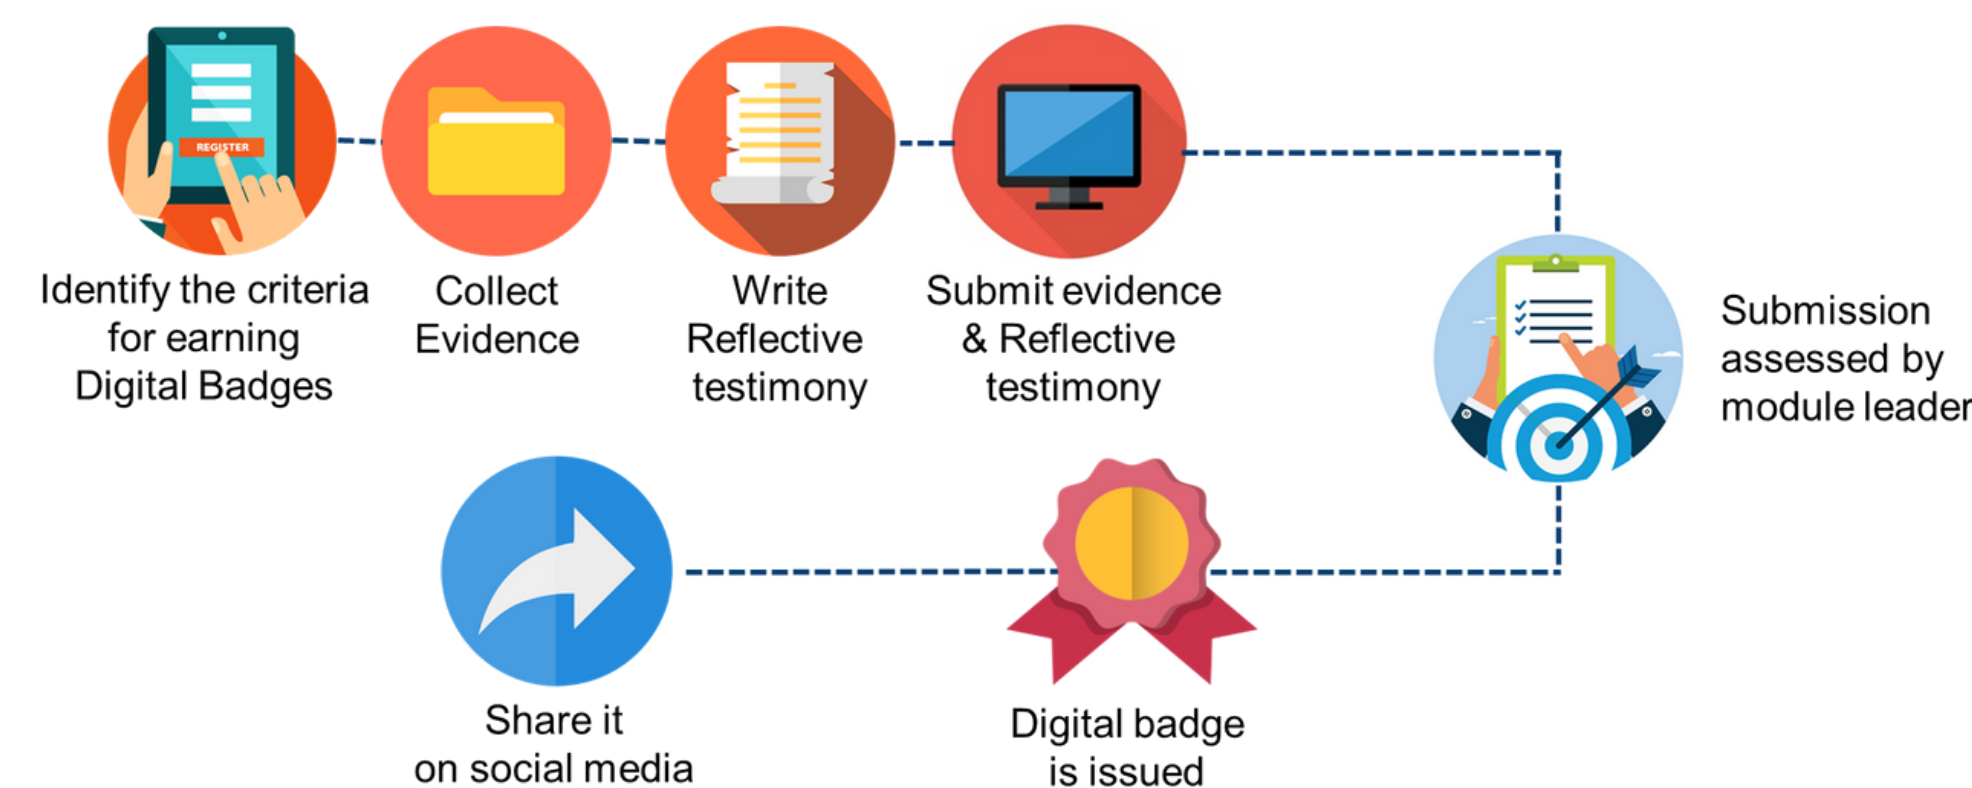 REGISTER
Identify the criteria
for earning
Digital Badges
Collect
Evidence
Write
Reflective
testimony
Submit evidence
& Reflective
testimony
Submission
assessed by
module leader
Share it
on social media
Digital badge
is issued